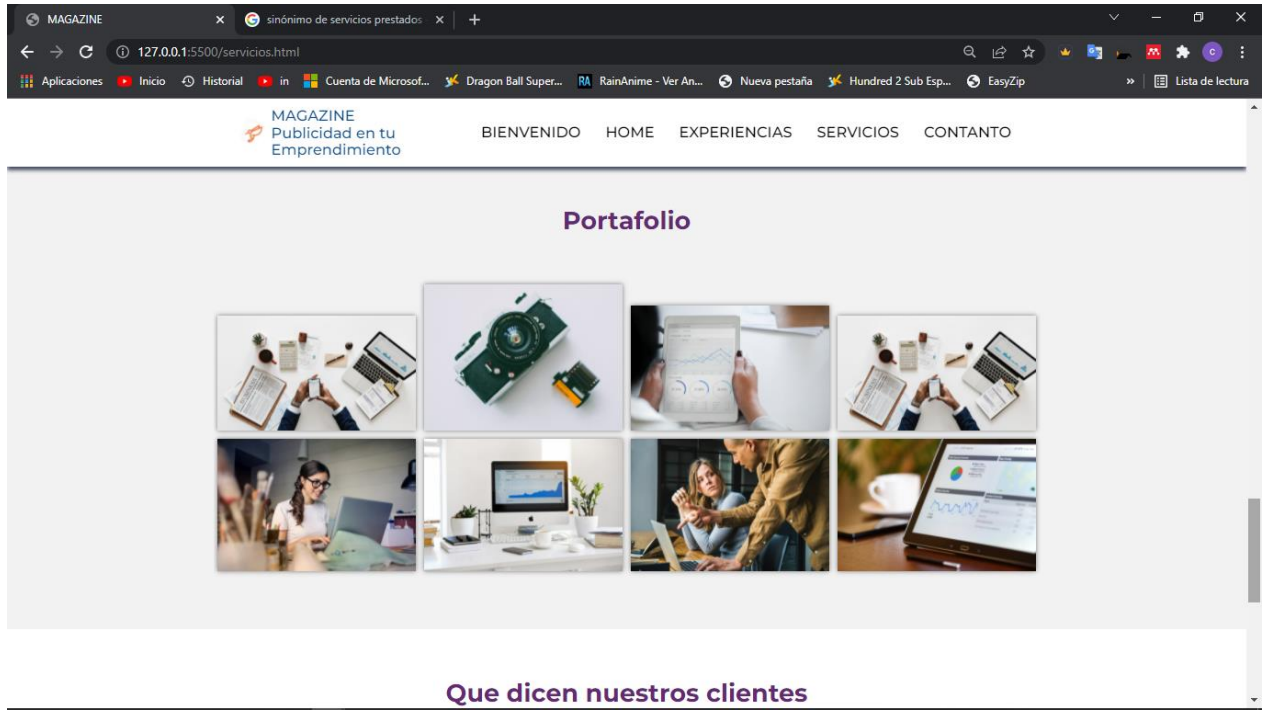 MAGAZINE
sinónimo de servicios prestados
127.0.0.1:5500/servicios.html
Aplicaciones Inicio Historial in Cuenta de Microsof... Dragon Ball Super... RA RainAnime - Ver An... Nueva pestaña Hundred 2 Sub Esp... EasyZip » Lista de lectura
MAGAZINE
Publicidad en tu
Emprendimiento
BIENVENIDO HOME EXPERIENCIAS SERVICIOS CONTANTO
Portafolio
Que dicen nuestros clientes